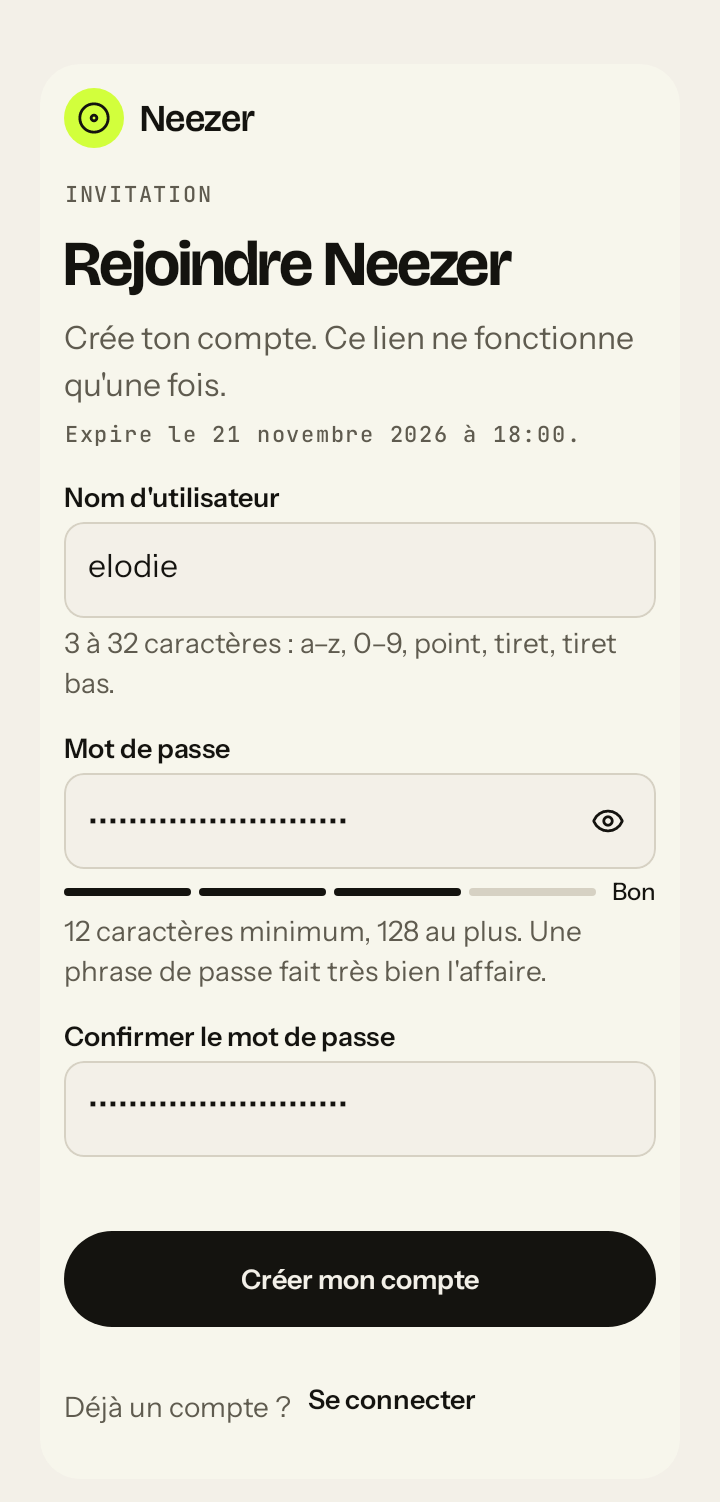 Neezer
INVITATION
Rejoindre Neezer
Crée ton compte. Ce lien ne fonctionne
qu'une fois.
Expire le 21 novembre 2026 à 18:00.
Nom d'utilisateur
elodie
3 à 32 caractères : a–z, 0–9, point, tiret, tiret
bas.
Mot de passe
Bon
12 caractères minimum, 128 au plus. Une
phrase de passe fait très bien l'affaire.
Confirmer le mot de passe
Créer mon compte
Déjà un compte ? Se connecter